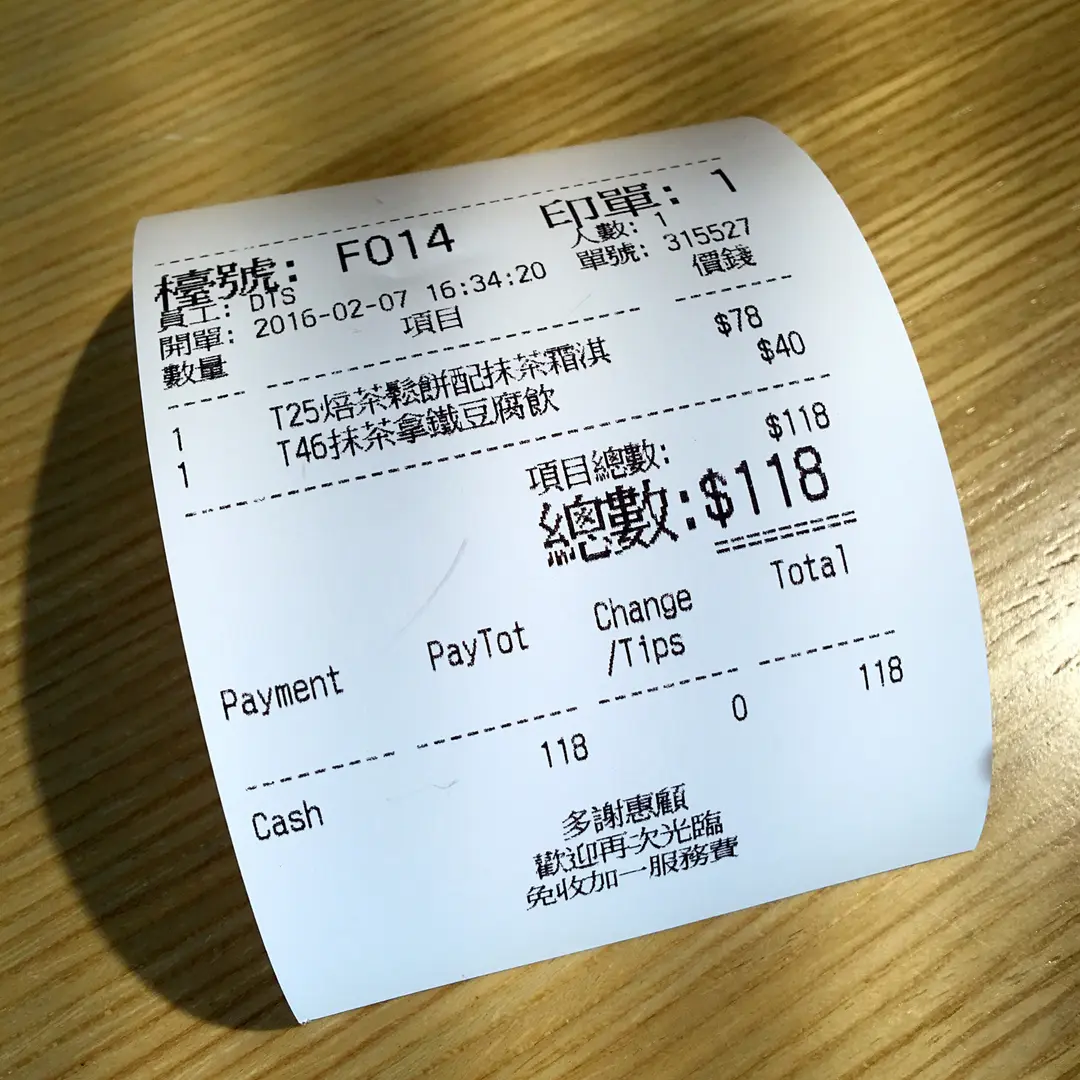 檯號: F014 印單: 1
員工: DTS 人數: 1
開單: 2016-02-07 16:34:20 單號: 315527
數量 項目 價錢
1 T25焙茶鬆餅配抹茶霜淇 $78
1 T46抹茶拿鐵豆腐飲 $40
項目總數: $118
總數:$118
Payment PayTot Change/Tips Total
Cash 118 0 118
多謝惠顧
歡迎再次光臨
免收加一服務費